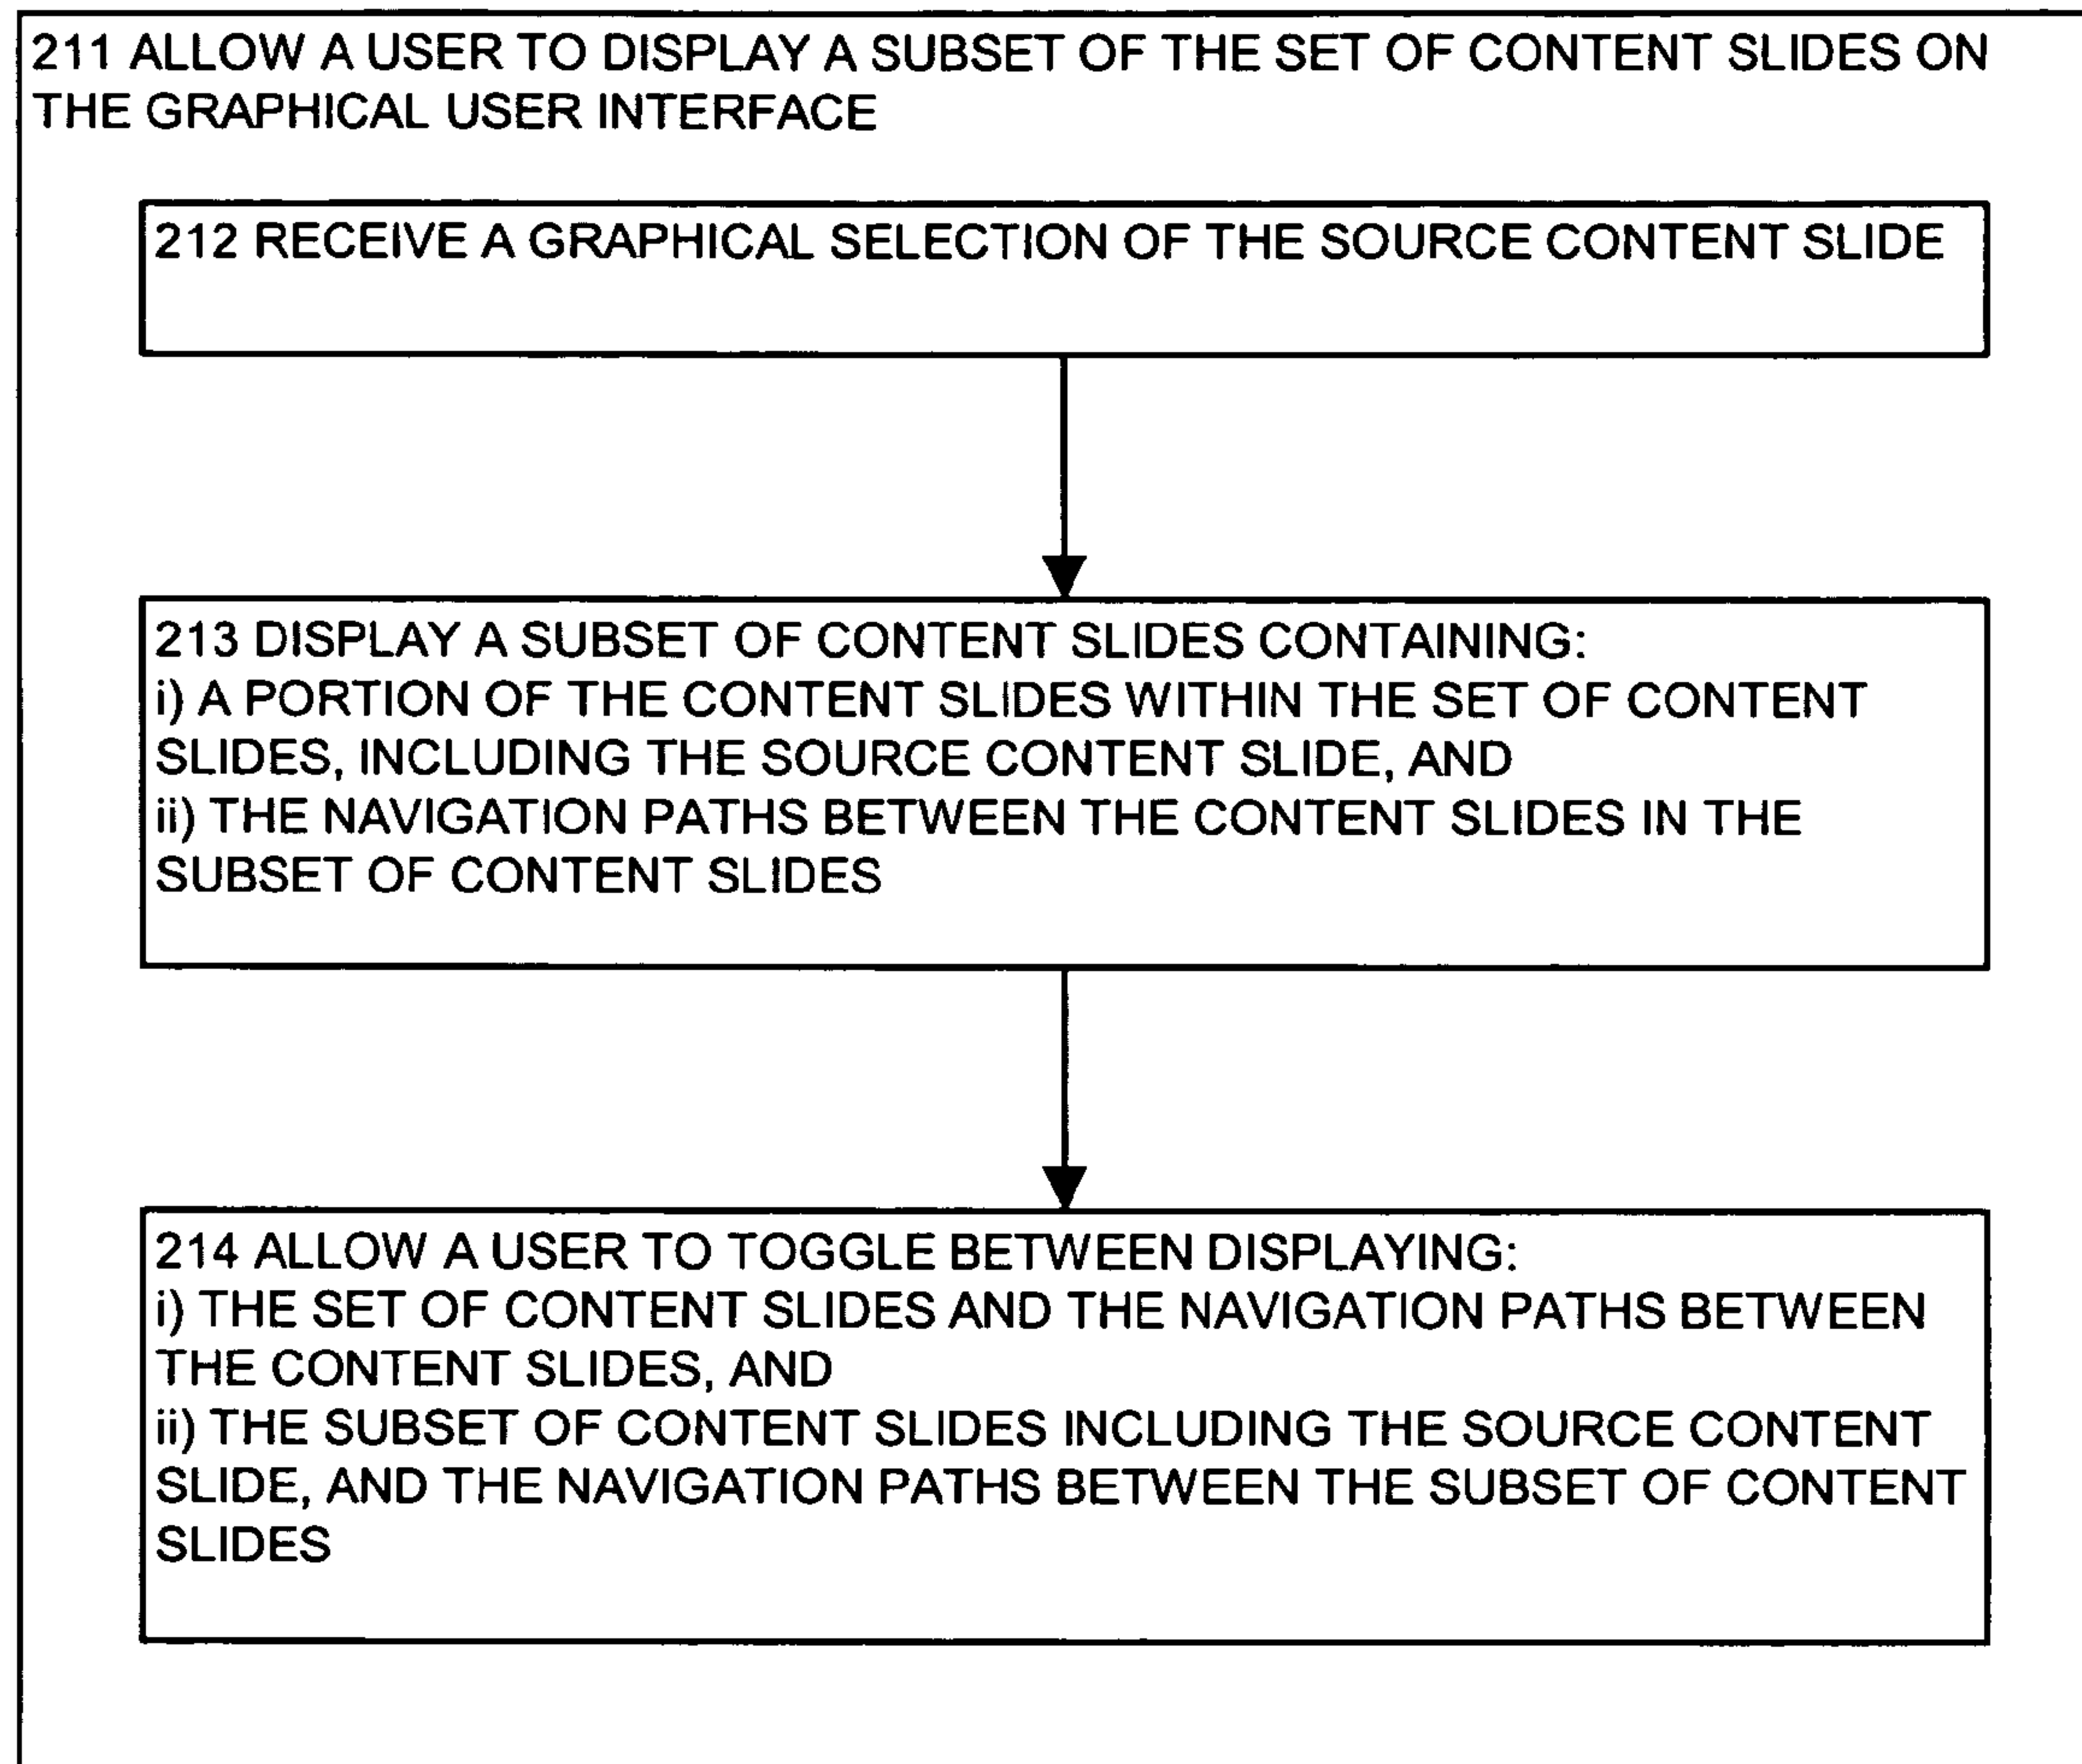 211 ALLOW A USER TO DISPLAY A SUBSET OF THE SET OF CONTENT SLIDES ON
THE GRAPHICAL USER INTERFACE
212 RECEIVE A GRAPHICAL SELECTION OF THE SOURCE CONTENT SLIDE
213 DISPLAY A SUBSET OF CONTENT SLIDES CONTAINING:
i) A PORTION OF THE CONTENT SLIDES WITHIN THE SET OF CONTENT
SLIDES, INCLUDING THE SOURCE CONTENT SLIDE, AND
ii) THE NAVIGATION PATHS BETWEEN THE CONTENT SLIDES IN THE
SUBSET OF CONTENT SLIDES
214 ALLOW A USER TO TOGGLE BETWEEN DISPLAYING:
i) THE SET OF CONTENT SLIDES AND THE NAVIGATION PATHS BETWEEN
THE CONTENT SLIDES, AND
ii) THE SUBSET OF CONTENT SLIDES INCLUDING THE SOURCE CONTENT
SLIDE, AND THE NAVIGATION PATHS BETWEEN THE SUBSET OF CONTENT
SLIDES